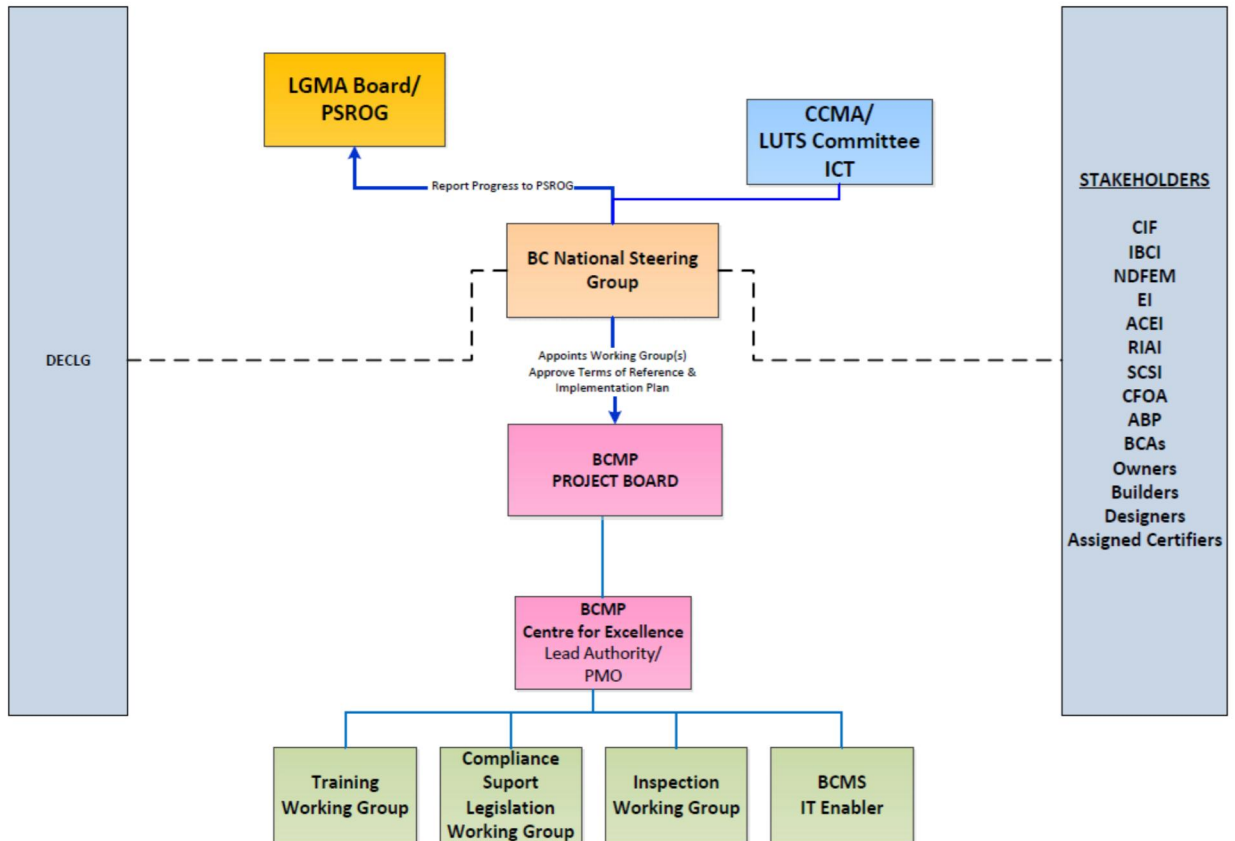 LGMA Board/
PSROG
CCMA/
LUTS Committee
ICT
Report Progress to PSROG
BC National Steering
Group
DECLG
Appoints Working Group(s)
Approve Terms of Reference &
Implementation Plan
BCMP
PROJECT BOARD
BCMP
Centre for Excellence
Lead Authority/
PMO
Training
Working Group
Compliance
Suport
Legislation
Working Group
Inspection
Working Group
BCMS
IT Enabler
STAKEHOLDERS
CIF
IBCI
NDFEM
EI
ACEI
RIAI
SCSI
CFOA
ABP
BCAs
Owners
Builders
Designers
Assigned Certifiers